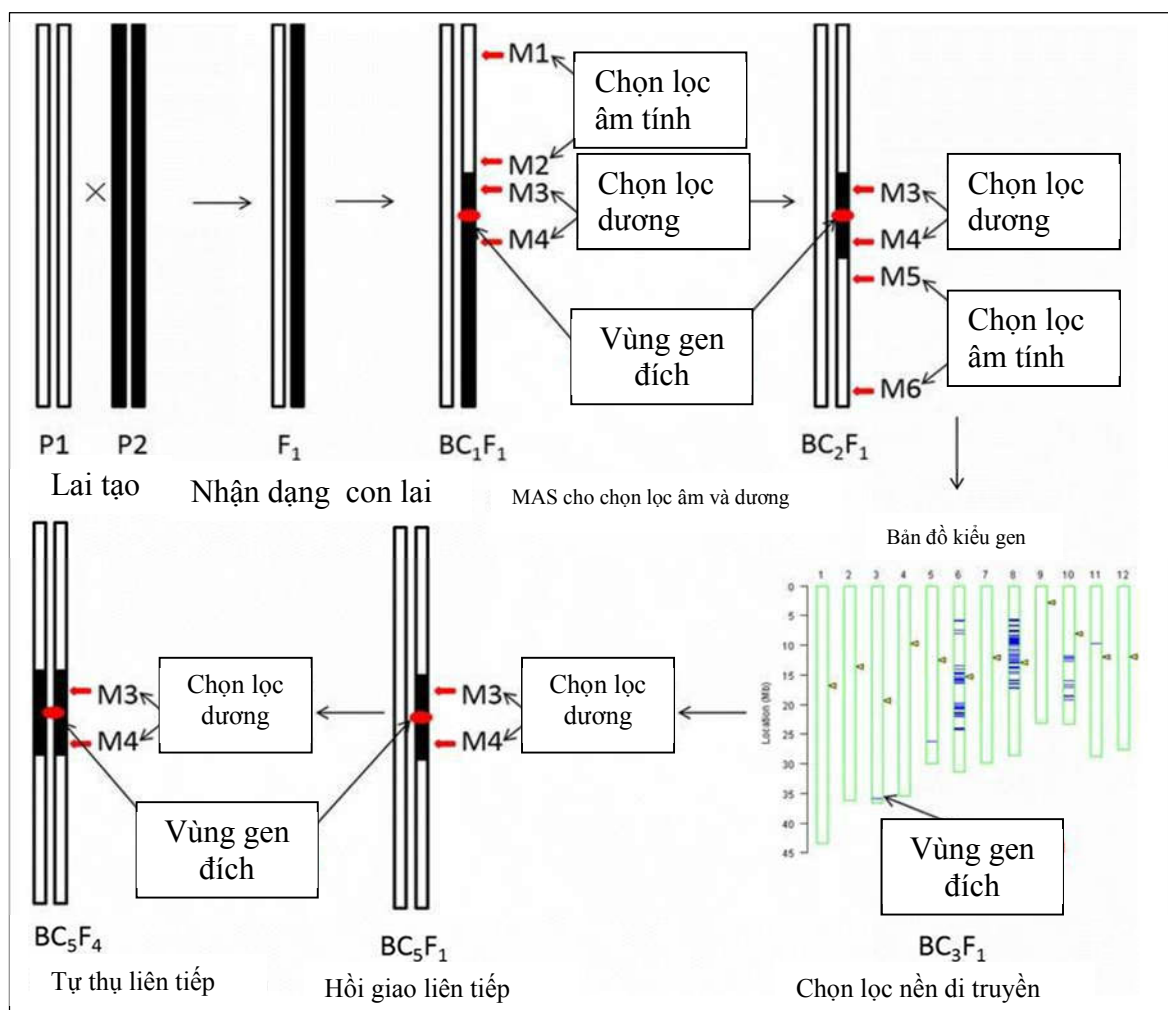 M1
Chọn lọc
âm tính
M2
M3
Chọn lọc
dương
M4
Vùng gen
đích
M3
Chọn lọc
dương
M4
M5
Chọn lọc
âm tính
M6
×
P1 P2 F₁ BC₁F₁ BC₂F₁
Lai tạo
Nhận dạng con lai
MAS cho chọn lọc âm và dương
Bản đồ kiểu gen
1 2 3 4 5 6 7 8 9 10 11 12
Location (Mb)
0
5
10
15
20
25
30
35
40
45
Vùng gen
đích
BC₃F₁
Chọn lọc nền di truyền
M3
Chọn lọc
dương
M4
BC₅F₁
Hồi giao liên tiếp
M3
Chọn lọc
dương
M4
Vùng gen
đích
BC₅F₄
Tự thụ liên tiếp